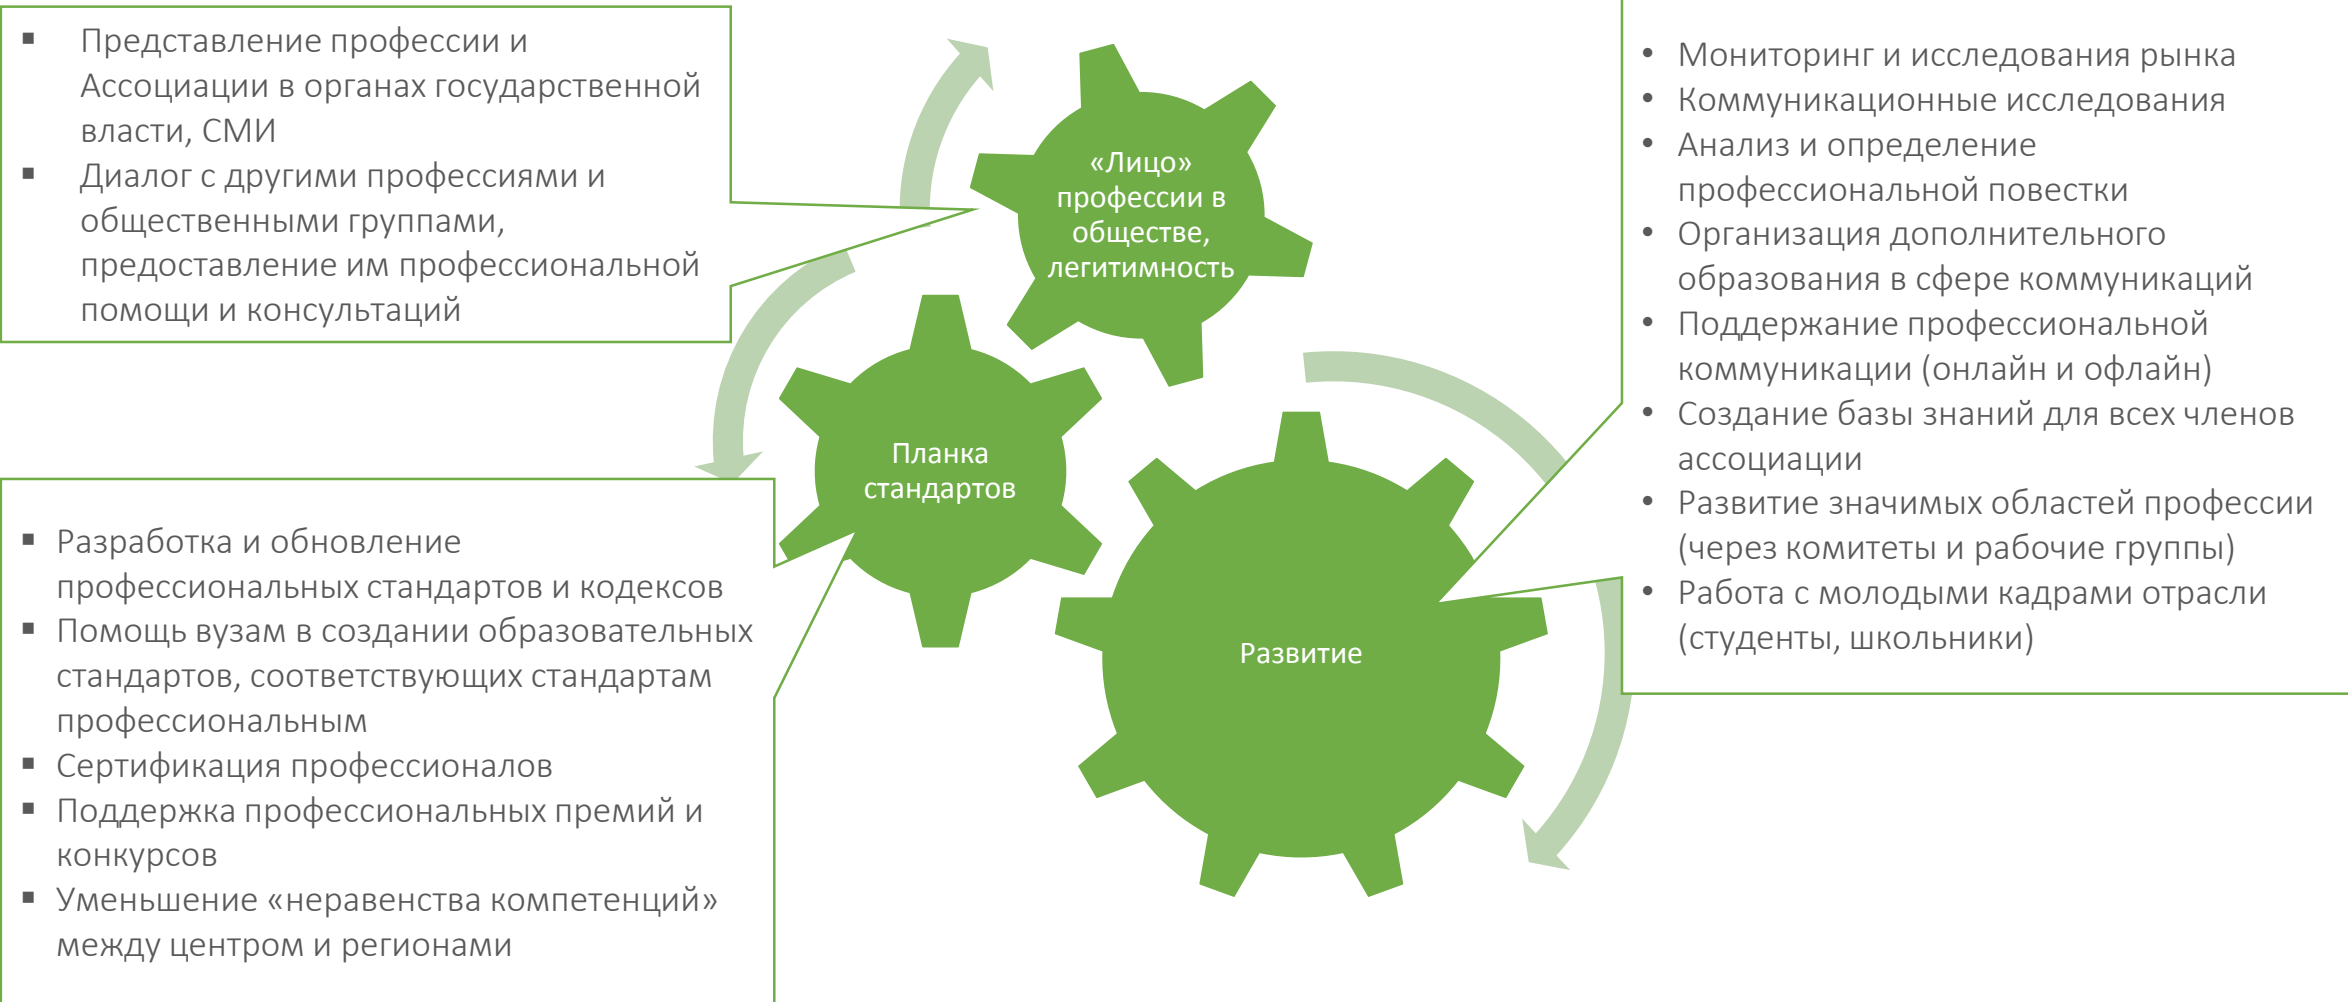 ▪ Представление профессии и
Ассоциации в органах государственной
власти, СМИ
▪ Диалог с другими профессиями и
общественными группами,
предоставление им профессиональной
помощи и консультаций
«Лицо»
профессии в
обществе,
легитимность
Планка
стандартов
Развитие
▪ Разработка и обновление
профессиональных стандартов и кодексов
▪ Помощь вузам в создании образовательных
стандартов, соответствующих стандартам
профессиональным
▪ Сертификация профессионалов
▪ Поддержка профессиональных премий и
конкурсов
▪ Уменьшение «неравенства компетенций»
между центром и регионами
• Мониторинг и исследования рынка
• Коммуникационные исследования
• Анализ и определение
профессиональной повестки
• Организация дополнительного
образования в сфере коммуникаций
• Поддержание профессиональной
коммуникации (онлайн и офлайн)
• Создание базы знаний для всех членов
ассоциации
• Развитие значимых областей профессии
(через комитеты и рабочие группы)
• Работа с молодыми кадрами отрасли
(студенты, школьники)